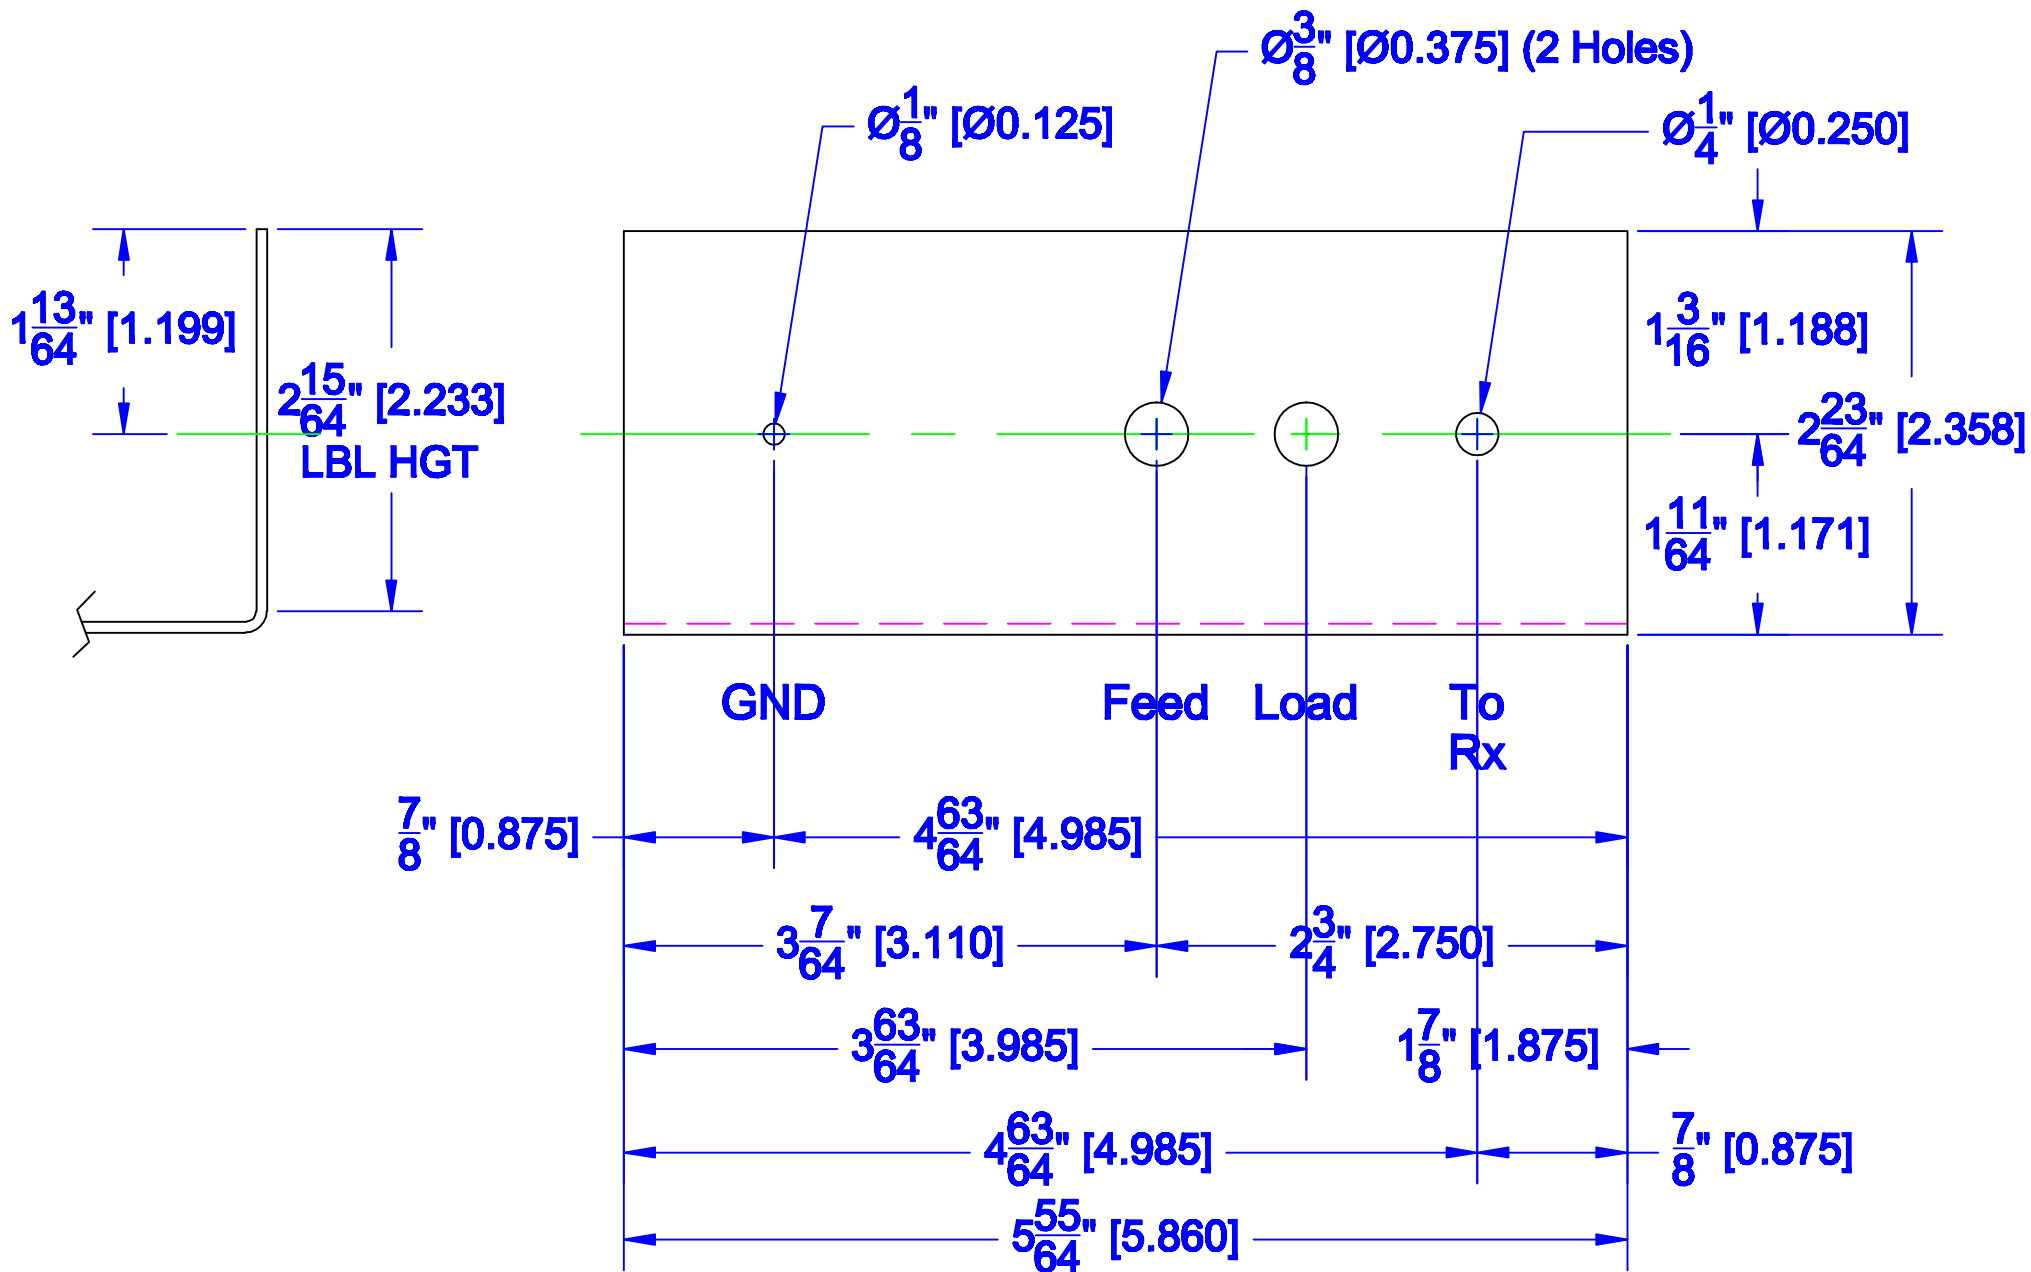 Ø3/8" [Ø0.375] (2 Holes)
Ø1/8" [Ø0.125]
Ø1/4" [Ø0.250]
1 13/64" [1.199]
2 15/64" [2.233]
LBL HGT
1 3/16" [1.188]
2 23/64" [2.358]
1 11/64" [1.171]
GND
Feed
Load
To
Rx
7/8" [0.875]
4 63/64" [4.985]
3 7/64" [3.110]
2 3/4" [2.750]
3 63/64" [3.985]
1 7/8" [1.875]
4 63/64" [4.985]
7/8" [0.875]
5 55/64" [5.860]